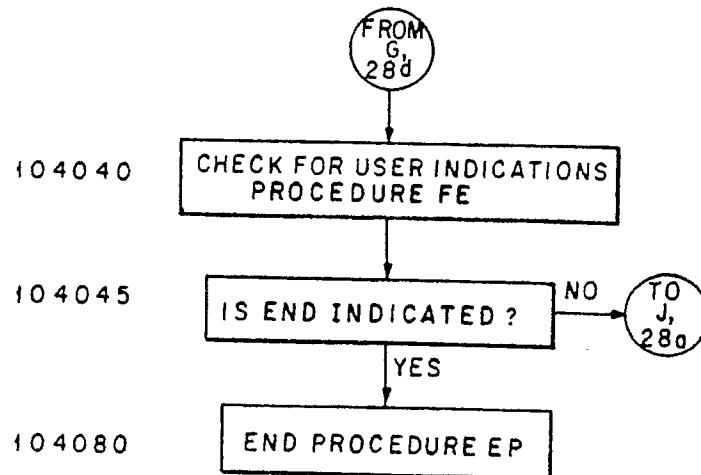 FROM
G,
28d
104040
CHECK FOR USER INDICATIONS
PROCEDURE FE
104045
IS END INDICATED ?
NO
TO
J,
28a
YES
104080
END PROCEDURE EP